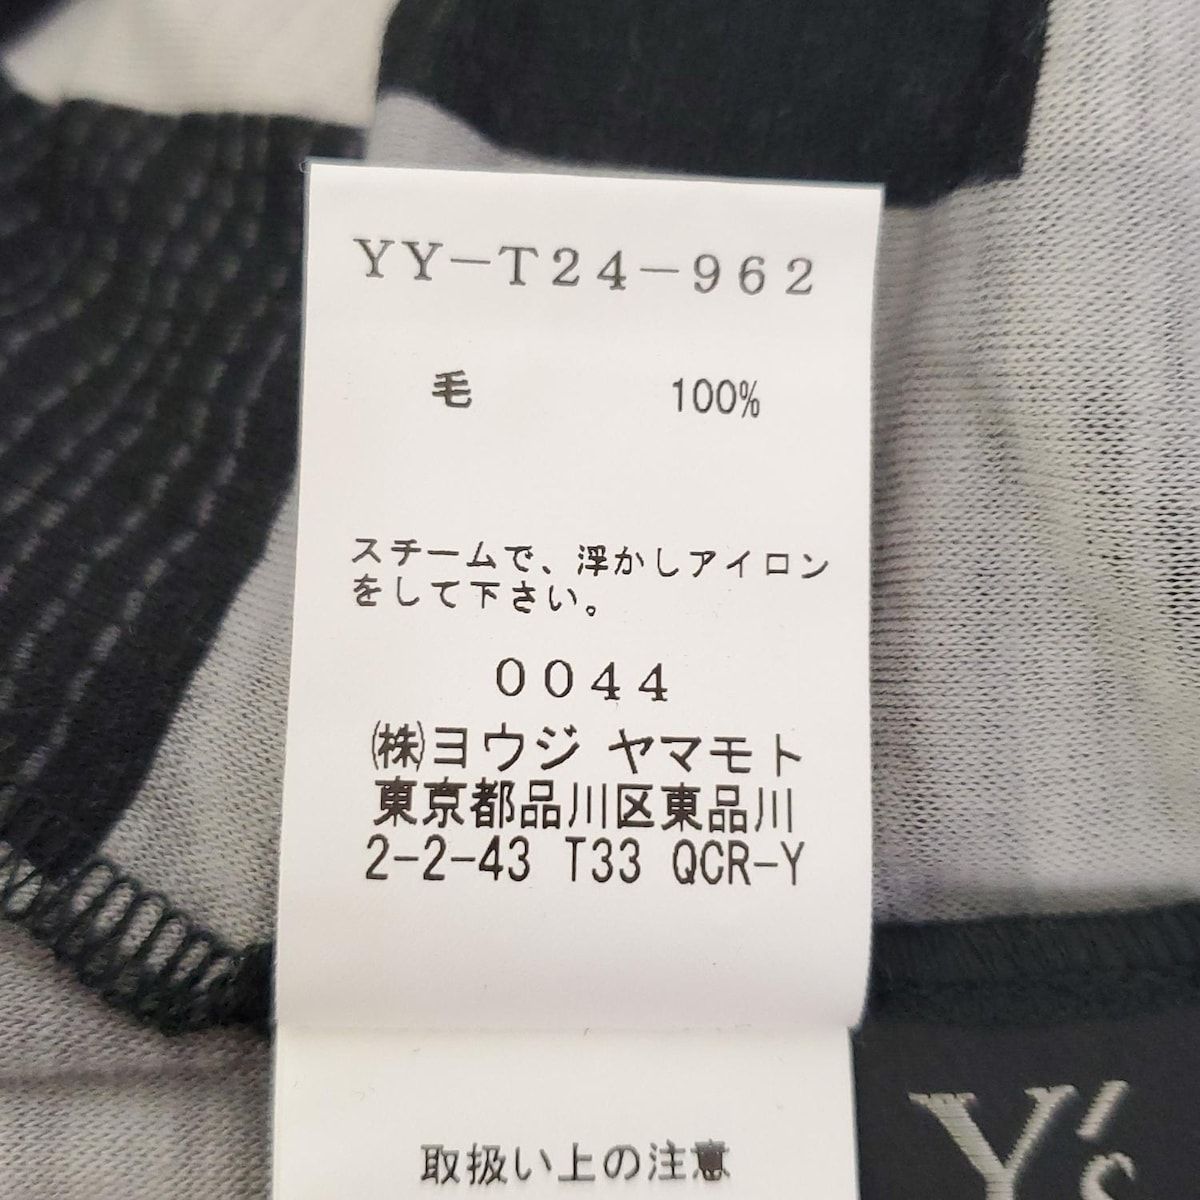 YY-T24-962
毛 100%
スチームで、浮かしアイロン
をして下さい。
0044
㈱ヨウジ ヤマモト
東京都品川区東品川
2-2-43 T33 QCR-Y
取扱い上の注意
Y's